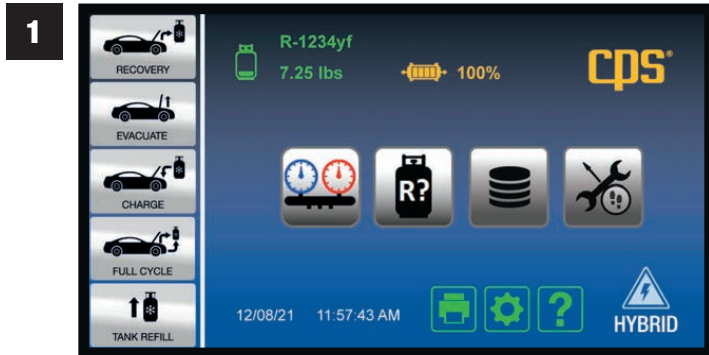 1
RECOVERY
EVACUATE
CHARGE
FULL CYCLE
TANK REFILL
R-1234yf
7.25 lbs
100%
cps®
R?
12/08/21 11:57:43 AM
?
HYBRID